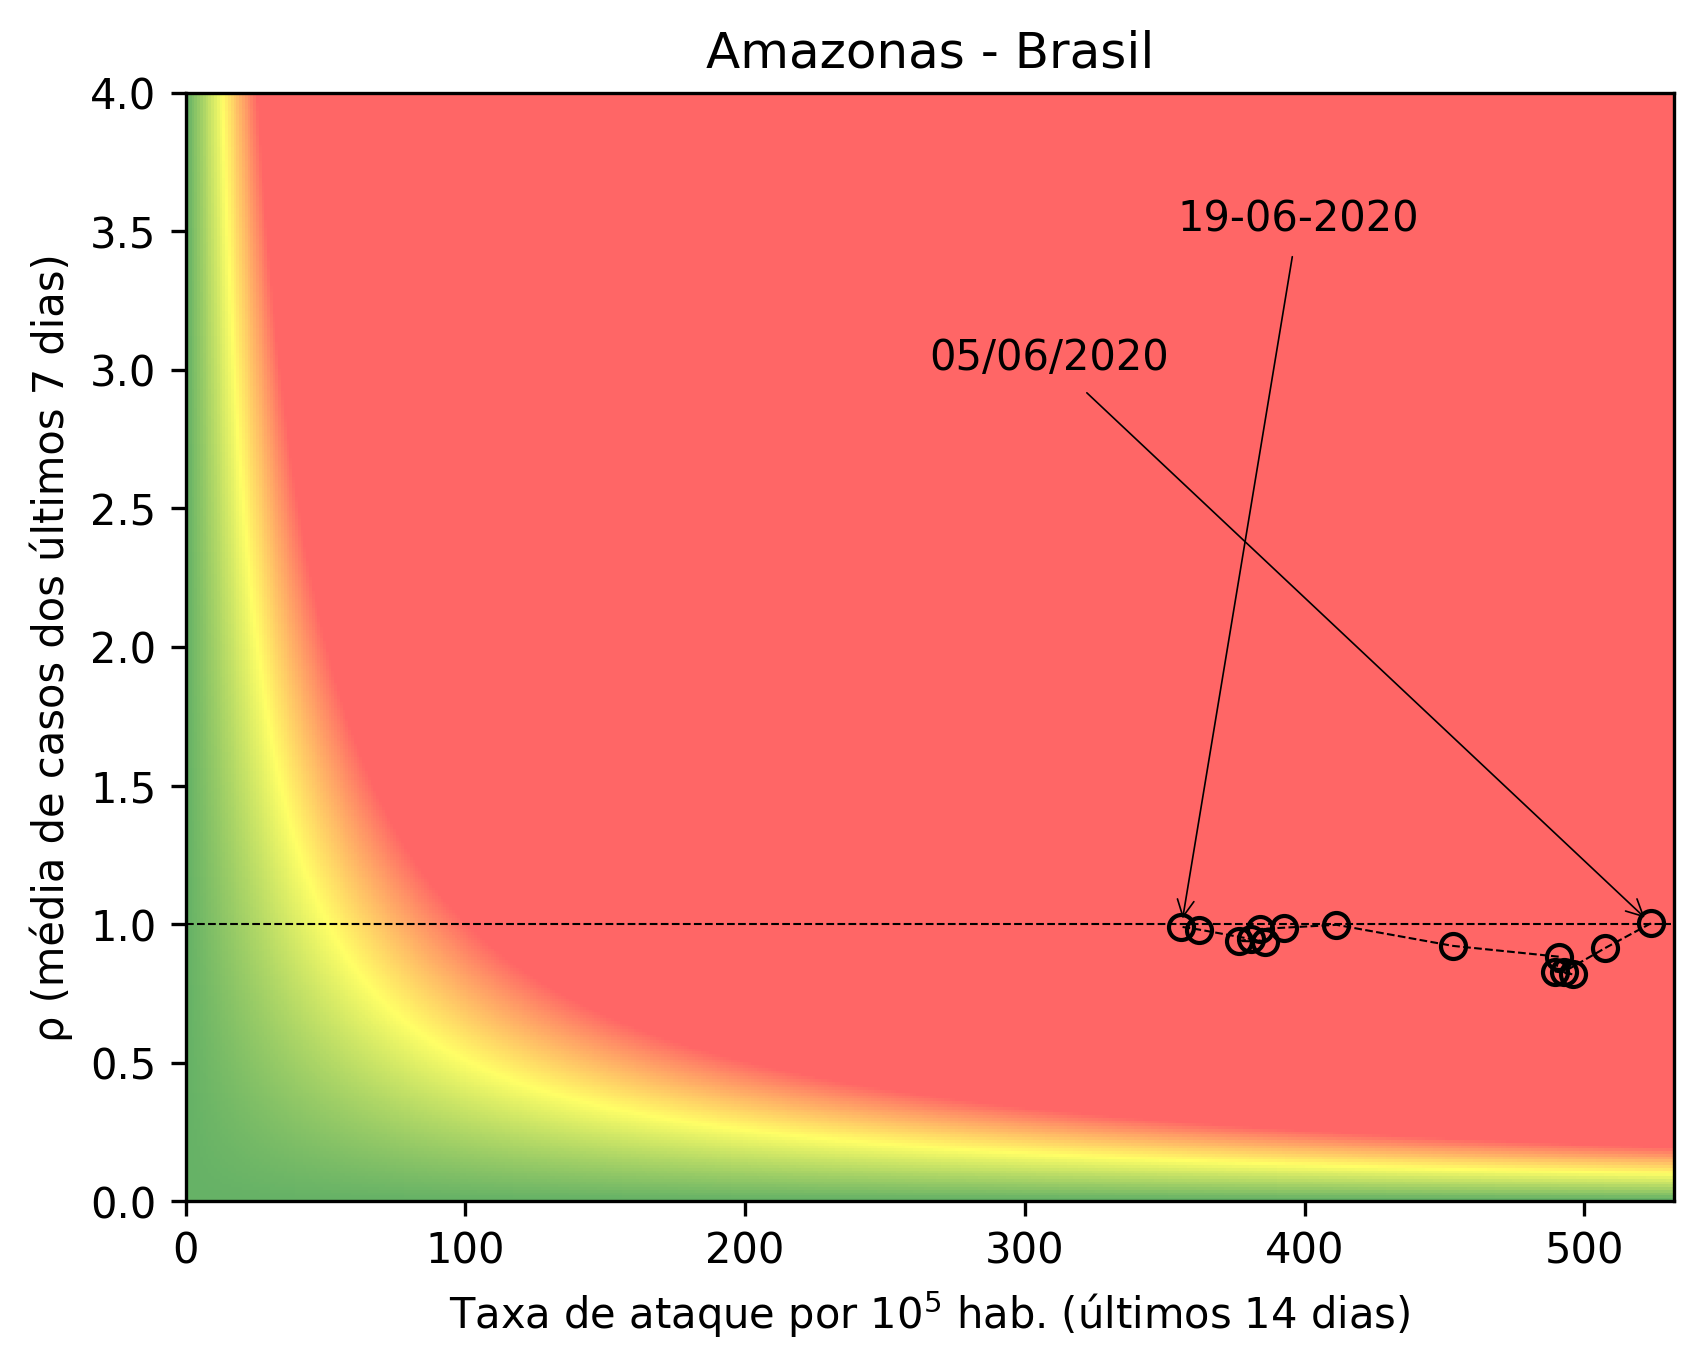 Amazonas - Brasil
4.0
3.5
3.0
2.5
2.0
1.5
1.0
0.5
0.0
ρ (média de casos dos últimos 7 dias)
19-06-2020
05/06/2020
0 100 200 300 400 500
Taxa de ataque por 10⁵ hab. (últimos 14 dias)